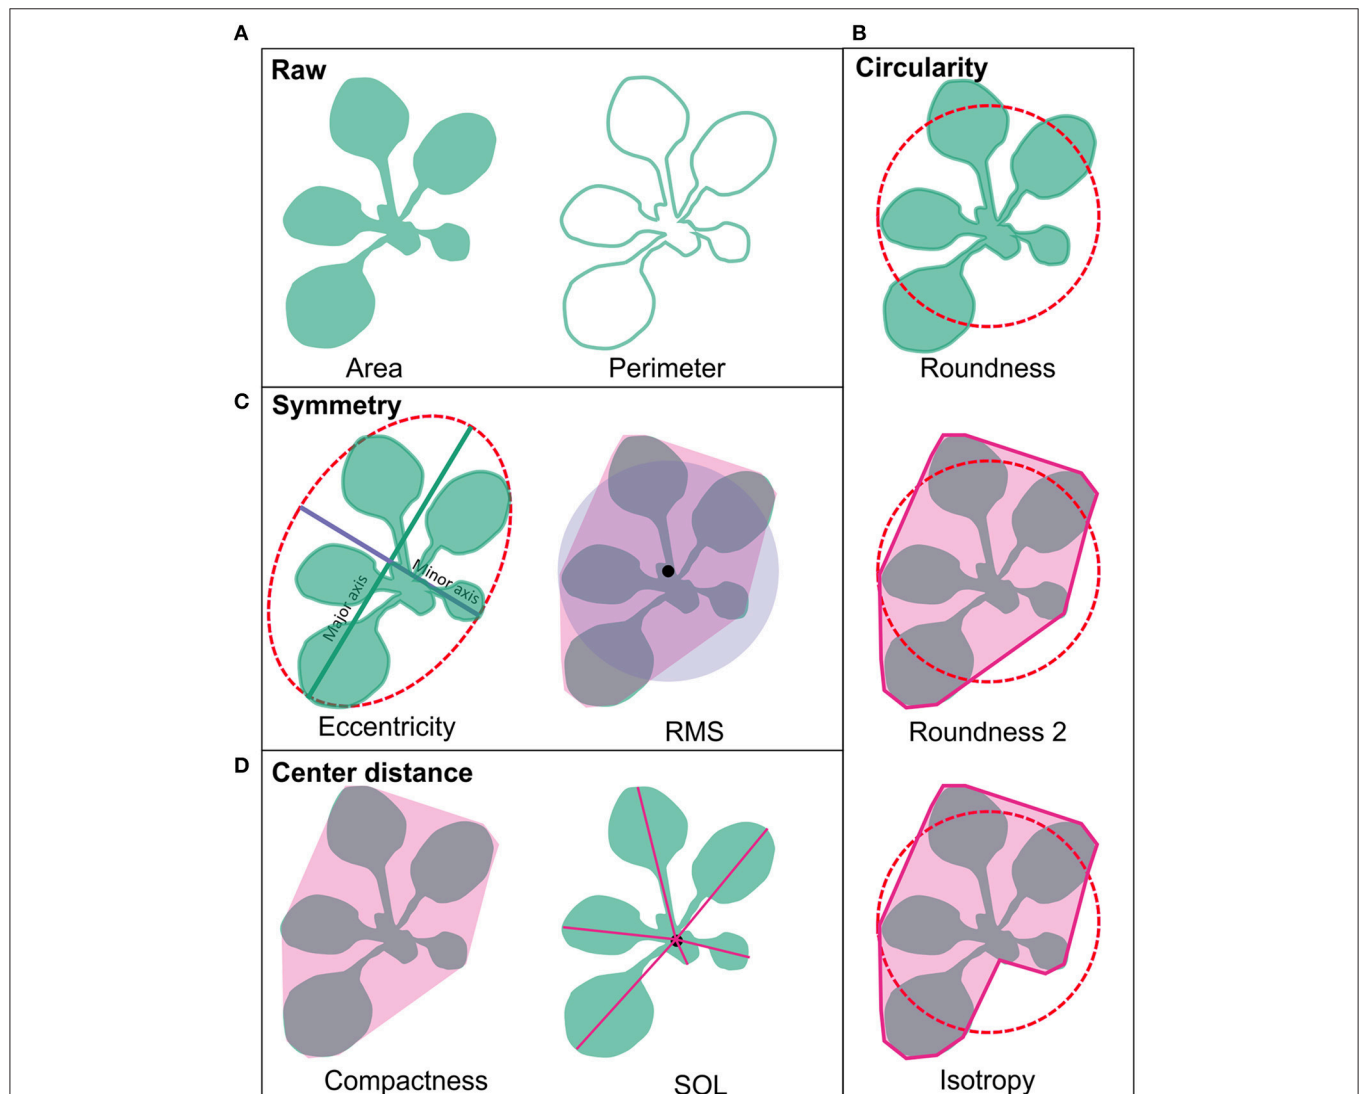 A
B
Raw
Circularity
Area
Perimeter
Roundness
C
Symmetry
Major axis
Minor axis
Eccentricity
RMS
Roundness 2
D
Center distance
Compactness
SOL
Isotropy